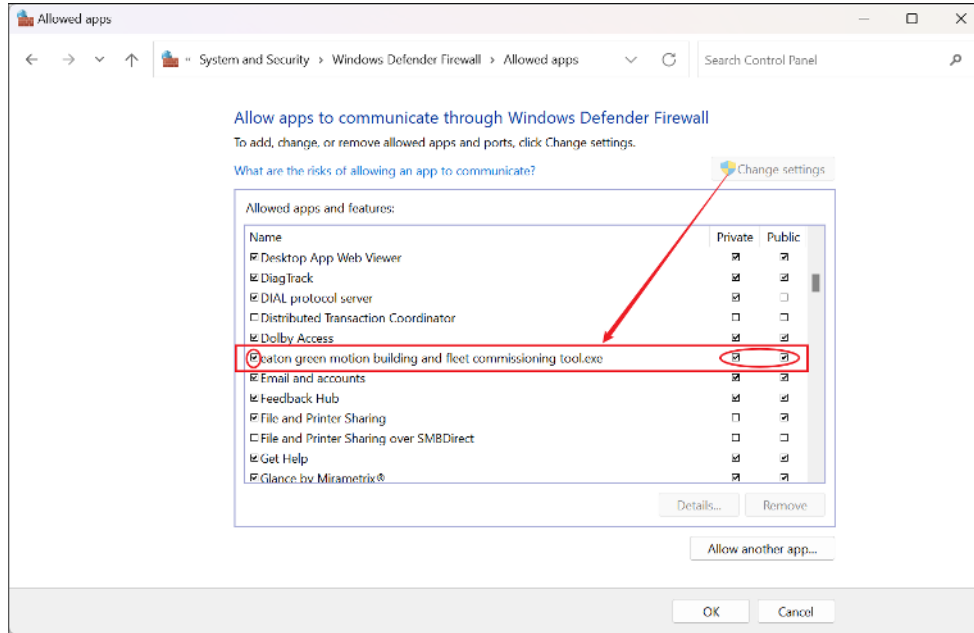 Allowed apps
« System and Security › Windows Defender Firewall › Allowed apps
Search Control Panel
Allow apps to communicate through Windows Defender Firewall
To add, change, or remove allowed apps and ports, click Change settings.
What are the risks of allowing an app to communicate?
Change settings
Allowed apps and features:
Name Private Public
Desktop App Web Viewer
DiagTrack
DIAL protocol server
Distributed Transaction Coordinator
Dolby Access
eaton green motion building and fleet commissioning tool.exe
Email and accounts
Feedback Hub
File and Printer Sharing
File and Printer Sharing over SMBDirect
Get Help
Glance by Mirametrix®
Details... Remove
Allow another app...
OK Cancel